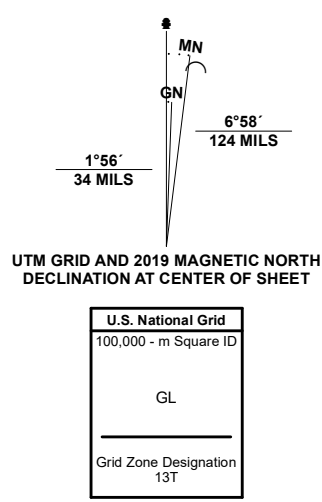 MN
GN
6°58´
124 MILS
1°56´
34 MILS
UTM GRID AND 2019 MAGNETIC NORTH
DECLINATION AT CENTER OF SHEET
U.S. National Grid
100,000 - m Square ID
GL
Grid Zone Designation
13T